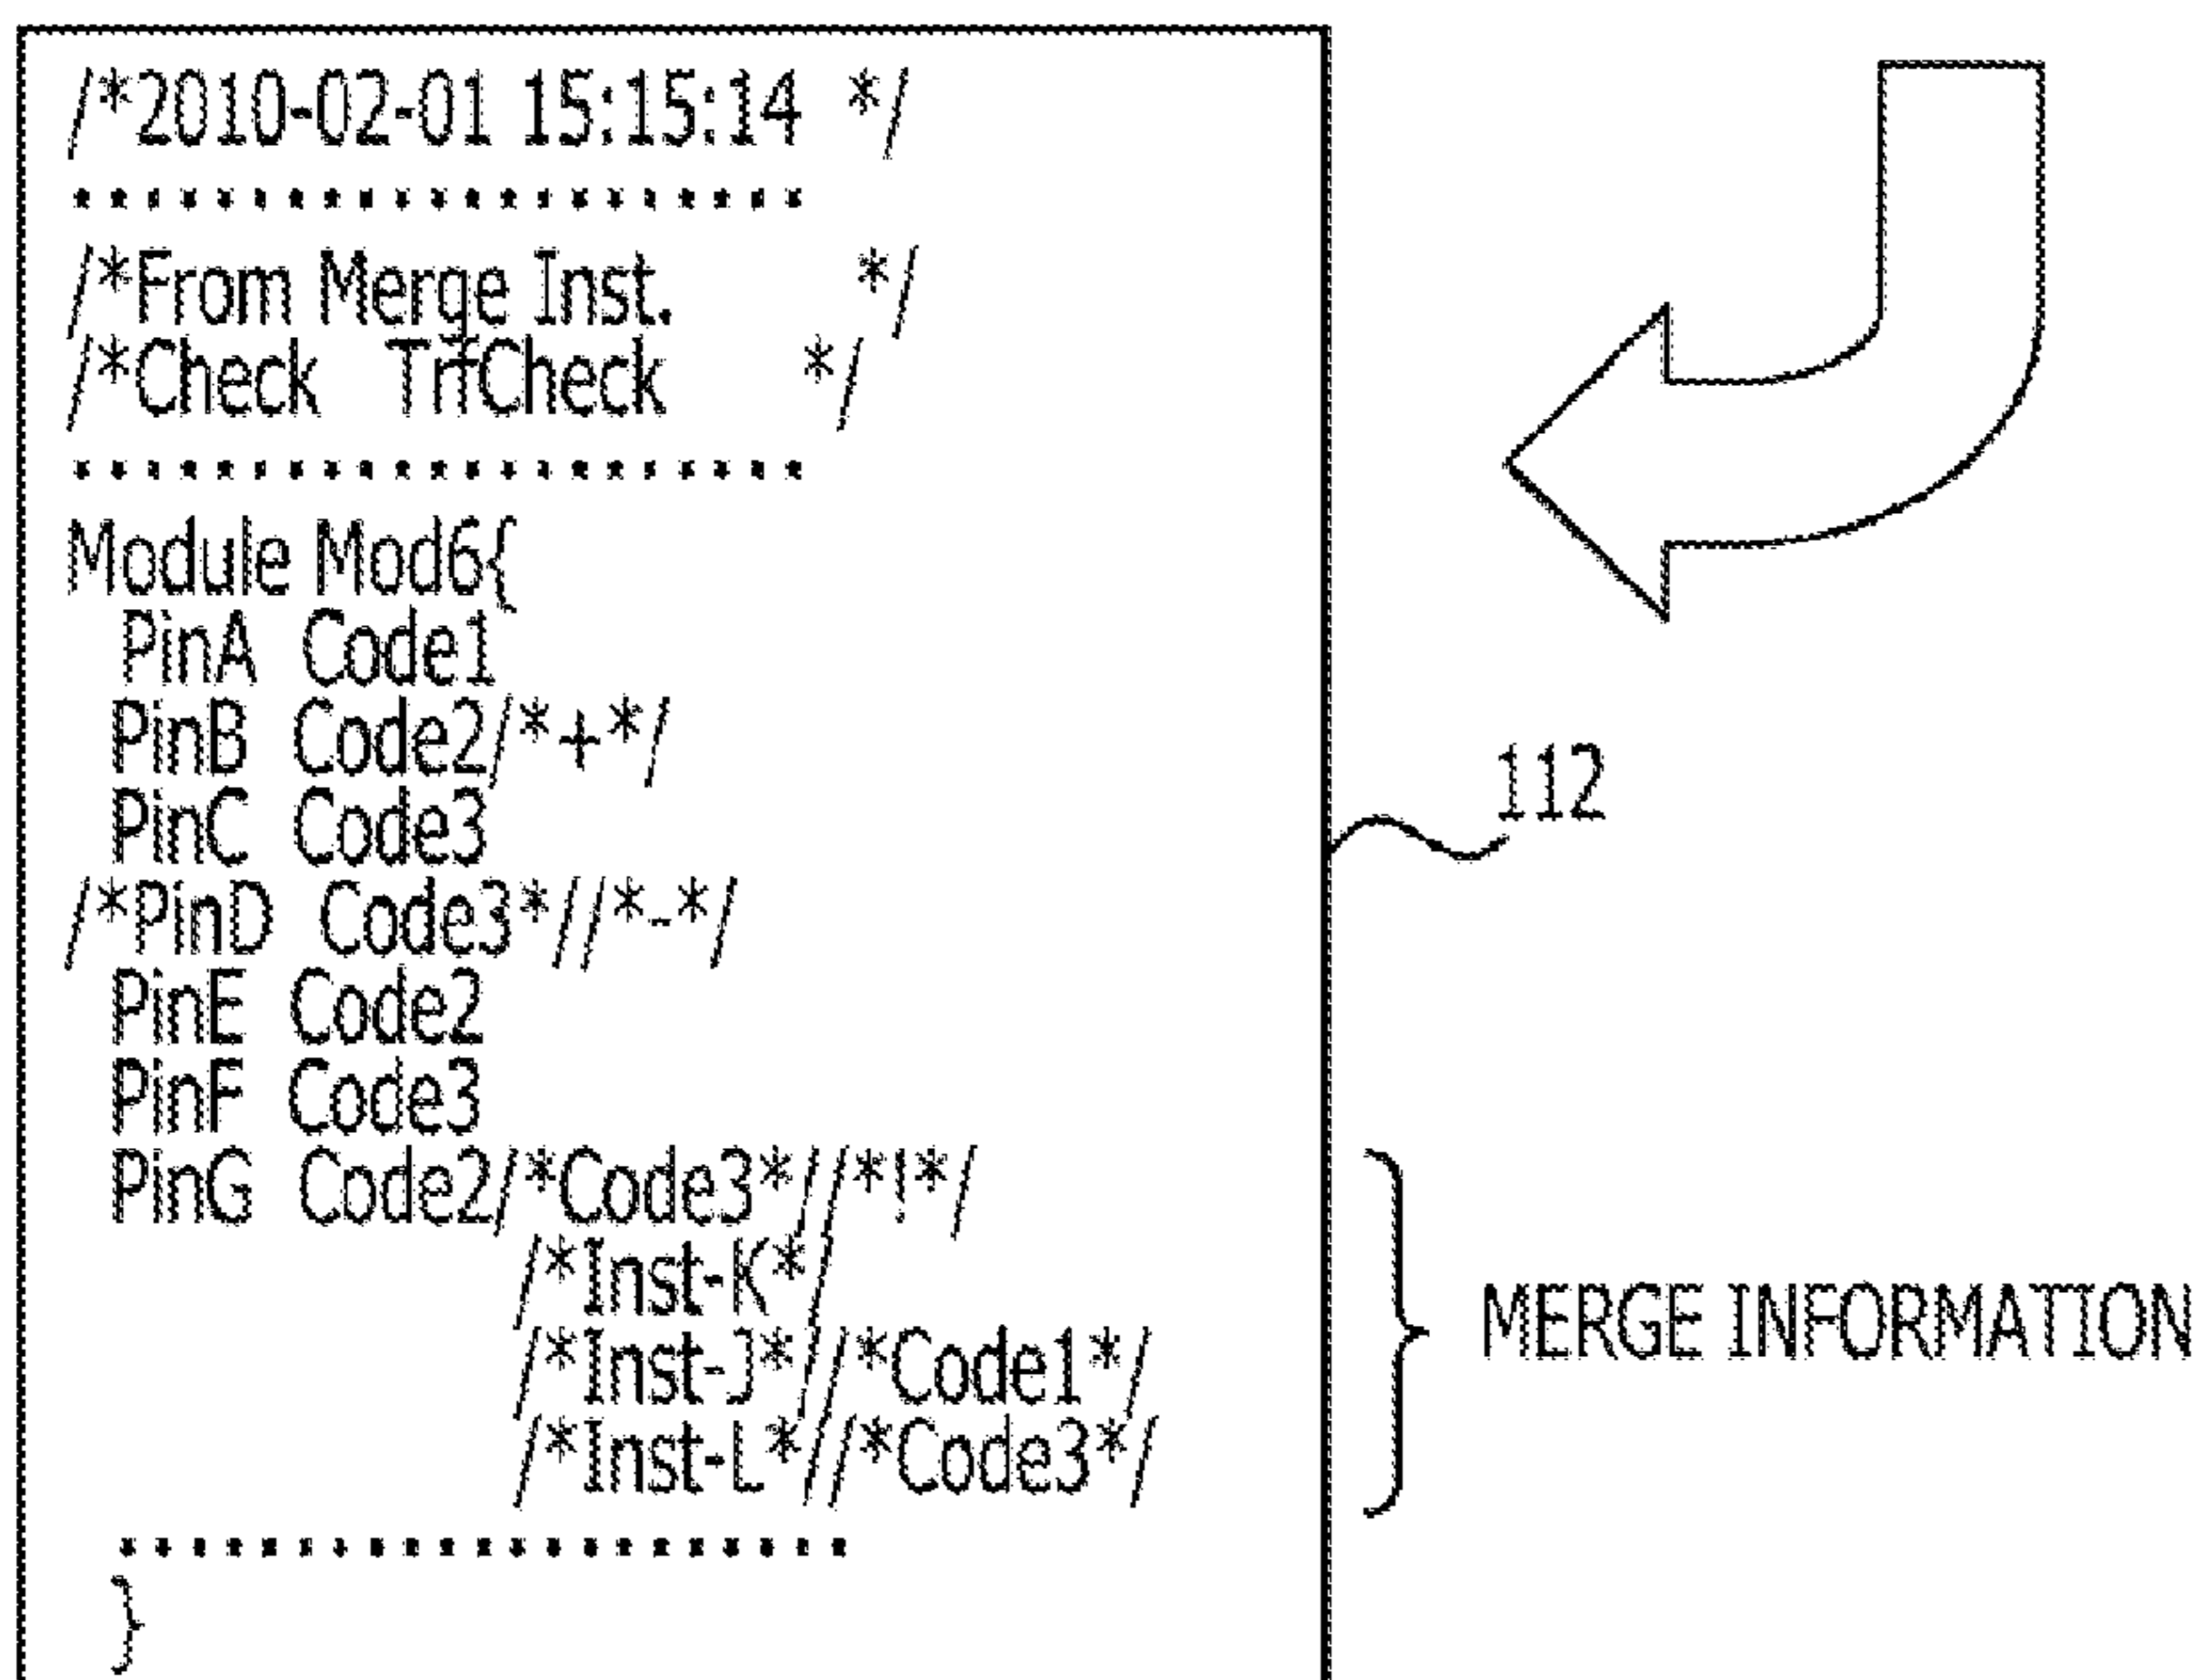 /*2010-02-01 15:15:14 */
/*From Merge Inst. */
/*Check TrfCheck */
Module Mod6{
PinA Code1
PinB Code2/*+*/
PinC Code3
/*PinD Code3*//*-*/
PinE Code2
PinF Code3
PinG Code2/*Code3*//*!*/
/*Inst-K*/
/*Inst-J*//*Code1*/
/*Inst-L*//*Code3*/
}
112
MERGE INFORMATION